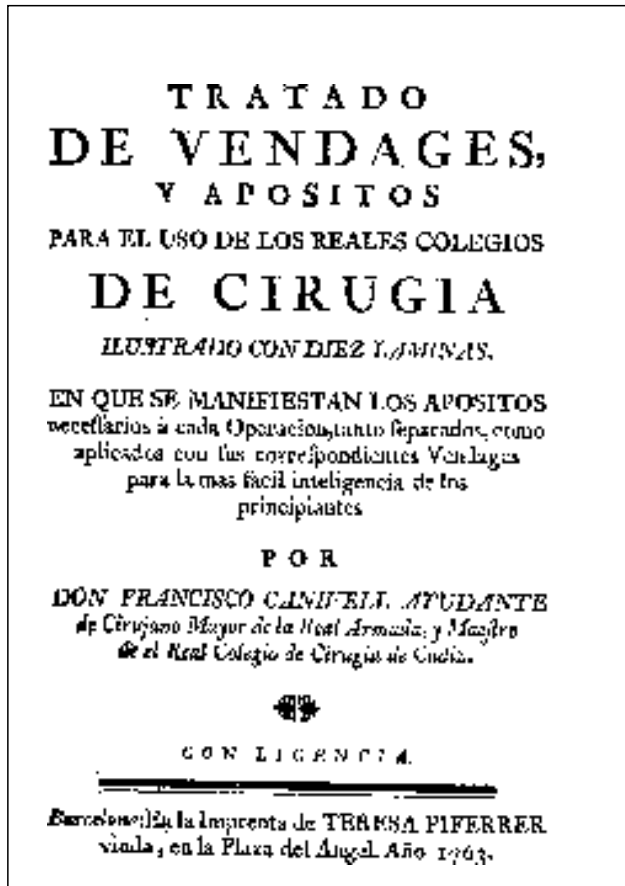 TRATADO
DE VENDAGES,
Y APOSITOS
PARA EL USO DE LOS REALES COLEGIOS
DE CIRUGIA
ILUSTRADO CON DIEZ LAMINAS,
EN QUE SE MANIFIESTAN LOS APOSITOS
neceſſarios à cada Operacion, tanto ſeparados, como
aplicados con ſus correſpondientes Vendages
para la mas facil inteligencia de los
principiantes
POR
DON FRANCISCO CANIVELL AYUDANTE
de Cirujano Mayor de la Real Armada, y Maeſtro
de el Real Colegio de Cirugia de Cadiz.
CON LICENCIA.
Barcelona: En la Imprenta de TERESA PIFERRER
viuda, en la Plaza del Angel. Año 1763.